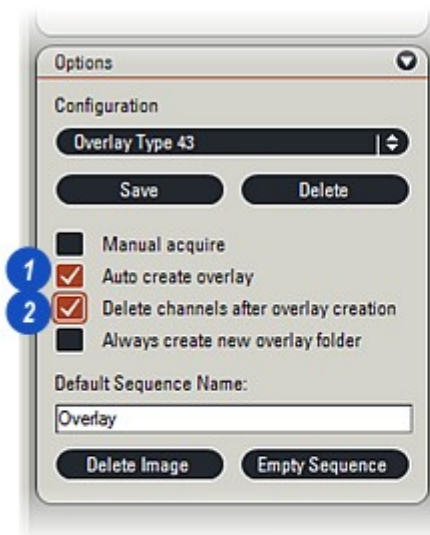 Options
Configuration
Overlay Type 43
Save Delete
Manual acquire
1 Auto create overlay
2 Delete channels after overlay creation
Always create new overlay folder
Default Sequence Name:
Overlay
Delete Image Empty Sequence